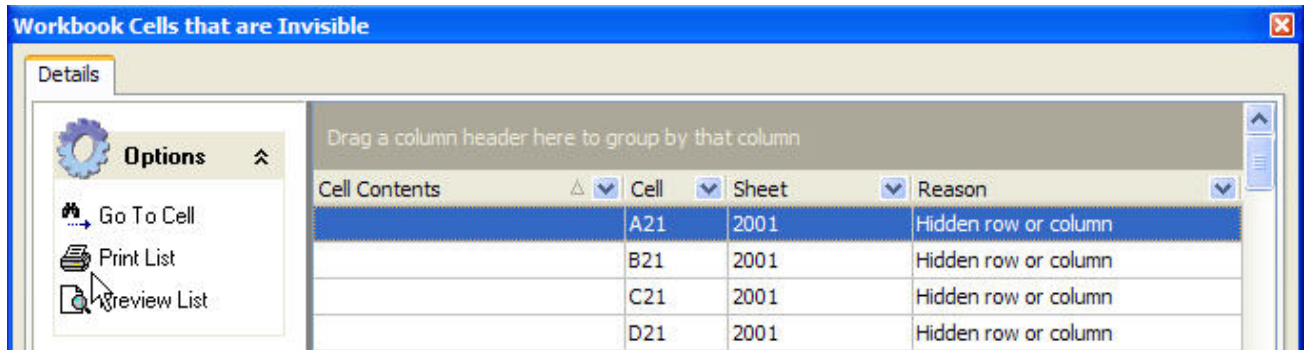 Workbook Cells that are Invisible
Details
Options
Go To Cell
Print List
Preview List
Drag a column header here to group by that column
Cell Contents Cell Sheet Reason
A21 2001 Hidden row or column
B21 2001 Hidden row or column
C21 2001 Hidden row or column
D21 2001 Hidden row or column